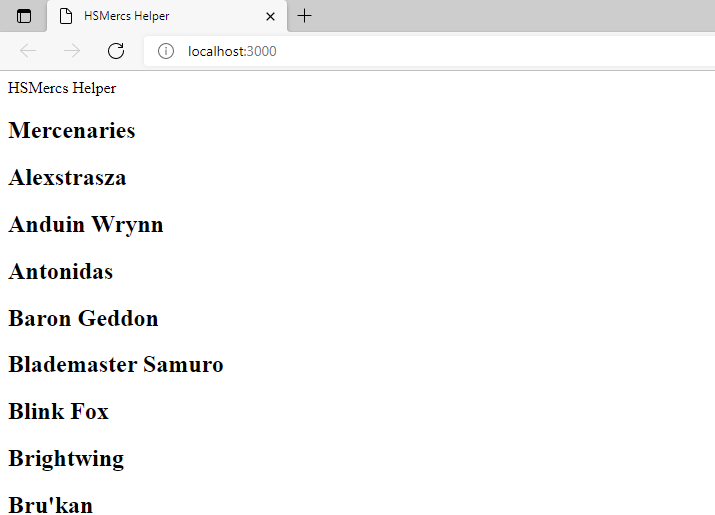 HSMercs Helper
localhost:3000
HSMercs Helper
Mercenaries
Alexstrasza
Anduin Wrynn
Antonidas
Baron Geddon
Blademaster Samuro
Blink Fox
Brightwing
Bru'kan